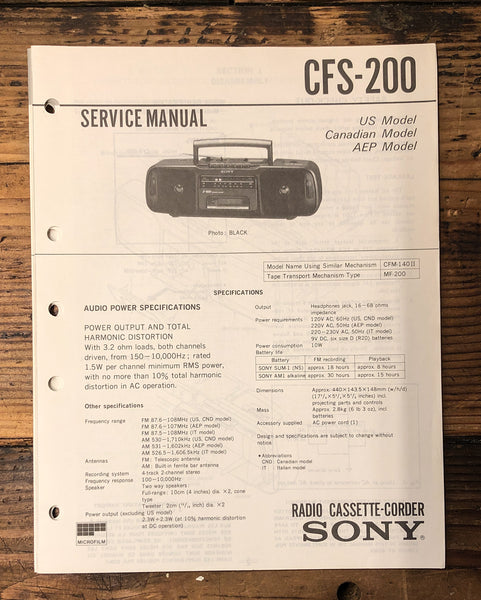 CFS-200
SERVICE MANUAL
US Model
Canadian Model
AEP Model
SONY
Photo: BLACK
Model Name Using Similar Mechanism CFM-140II
Tape Transport Mechanism Type MF-200
SPECIFICATIONS
AUDIO POWER SPECIFICATIONS
POWER OUTPUT AND TOTAL
HARMONIC DISTORTION
With 3.2 ohm loads, both channels
driven, from 150–10,000Hz; rated
1.5W per channel minimum RMS power,
with no more than 10% total harmonic
distortion in AC operation.
Other specifications
Frequency range FM 87.6–108MHz (US, CND model)
FM 87.6–107MHz (AEP model)
FM 87.5–108MHz (IT model)
AM 530–1,710kHz (US, CND model)
AM 531–1,602kHz (AEP model)
AM 526.5–1,606.5kHz (IT model)
Antennas FM: Telescopic antenna
AM: Built-in ferrite bar antenna
Recording system 4-track 2-channel stereo
Frequency response 100–10,000Hz
Speaker Two way speakers:
Full-range: 10cm (4 inches) dia. ×2, cone
type
Tweeter: 2cm (13/16 inch) dia. ×2
Power output (excluding US model)
2.3W+2.3W (at 10% harmonic distortion
at DC operation)
Output Headphones jack, 16–68 ohms
impedance
Power requirements 120V AC, 60Hz (US, CND model)
220V AC, 50Hz (AEP model)
220–230V AC, 50Hz (IT model)
9V DC, six size D (R20) batteries
Power consumption 10W
Battery life
Battery FM recording Playback
SONY SUM-1 (NS) approx. 18 hours approx. 8 hours
SONY AM1 alkaline approx. 30 hours approx. 15 hours
Dimensions Approx. 440×143.5×148mm (w/h/d)
inches) incl.
projecting parts and controls
Mass Approx. 2.8kg (6 lb 3 oz), incl.
batteries
Accessory supplied AC power cord (1)
Design and specifications are subject to change without
notice.
Abbreviations
CND: Canadian model
IT : Italian model
MICROFILM
RADIO CASSETTE-CORDER
SONY